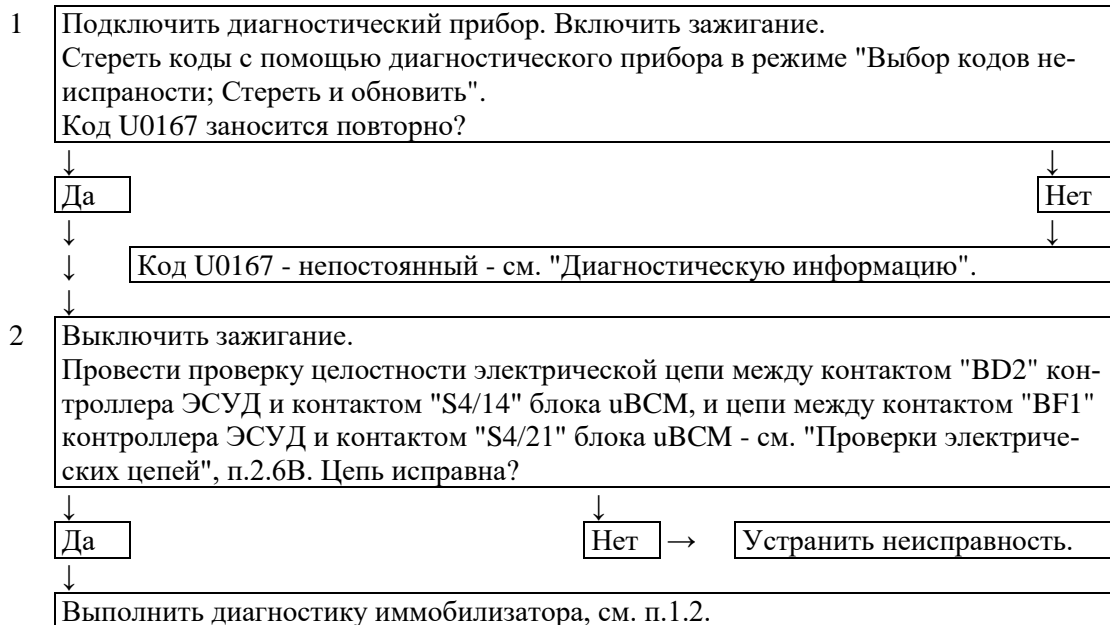 1 Подключить диагностический прибор. Включить зажигание.
Стереть коды с помощью диагностического прибора в режиме "Выбор кодов не-
испраности; Стереть и обновить".
Код U0167 заносится повторно?
↓ ↓
Да Нет
↓ ↓
↓ Код U0167 - непостоянный - см. "Диагностическую информацию".
↓
2 Выключить зажигание.
Провести проверку целостности электрической цепи между контактом "BD2" кон-
троллера ЭСУД и контактом "S4/14" блока uBCM, и цепи между контактом "BF1"
контроллера ЭСУД и контактом "S4/21" блока uBCM - см. "Проверки электриче-
ских цепей", п.2.6В. Цепь исправна?
↓ ↓
Да Нет → Устранить неисправность.
↓
Выполнить диагностику иммобилизатора, см. п.1.2.